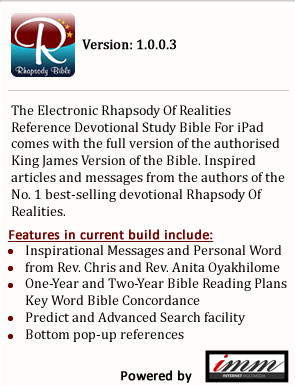 R
Rhapsody Bible
Version: 1.0.0.3
The Electronic Rhapsody Of Realities
Reference Devotional Study Bible For iPad
comes with the full version of the authorised
King James Version of the Bible. Inspired
articles and messages from the authors of the
No. 1 best-selling devotional Rhapsody Of
Realities.
Features in current build include:
Inspirational Messages and Personal Word
from Rev. Chris and Rev. Anita Oyakhilome
One-Year and Two-Year Bible Reading Plans
Key Word Bible Concordance
Predict and Advanced Search facility
Bottom pop-up references
Powered by
imm
INTERNET MULTIMEDIA